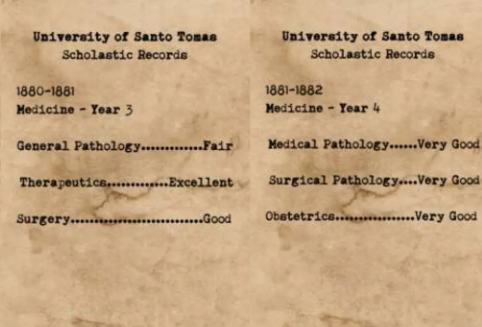 University of Santo Tomas
Scholastic Records
1880-1881
Medicine - Year 3
General Pathology.............Fair
Therapeutics.............Excellent
Surgery............................Good
University of Santo Tomas
Scholastic Records
1881-1882
Medicine - Year 4
Medical Pathology......Very Good
Surgical Pathology....Very Good
Obstetrics.................Very Good